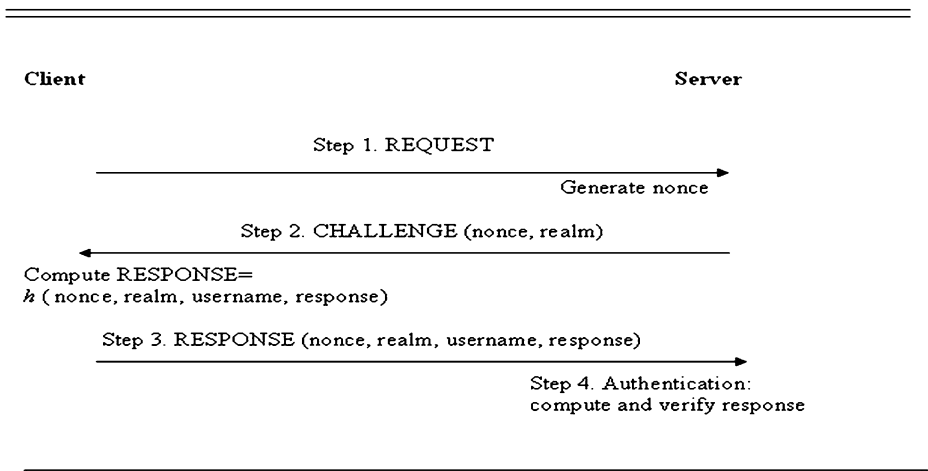 Client
Server
Step 1. REQUEST
Generate nonce
Step 2. CHALLENGE (nonce, realm)
Compute RESPONSE=
h ( nonce, realm, username, response)
Step 3. RESPONSE (nonce, realm, username, response)
Step 4. Authentication:
compute and verify response